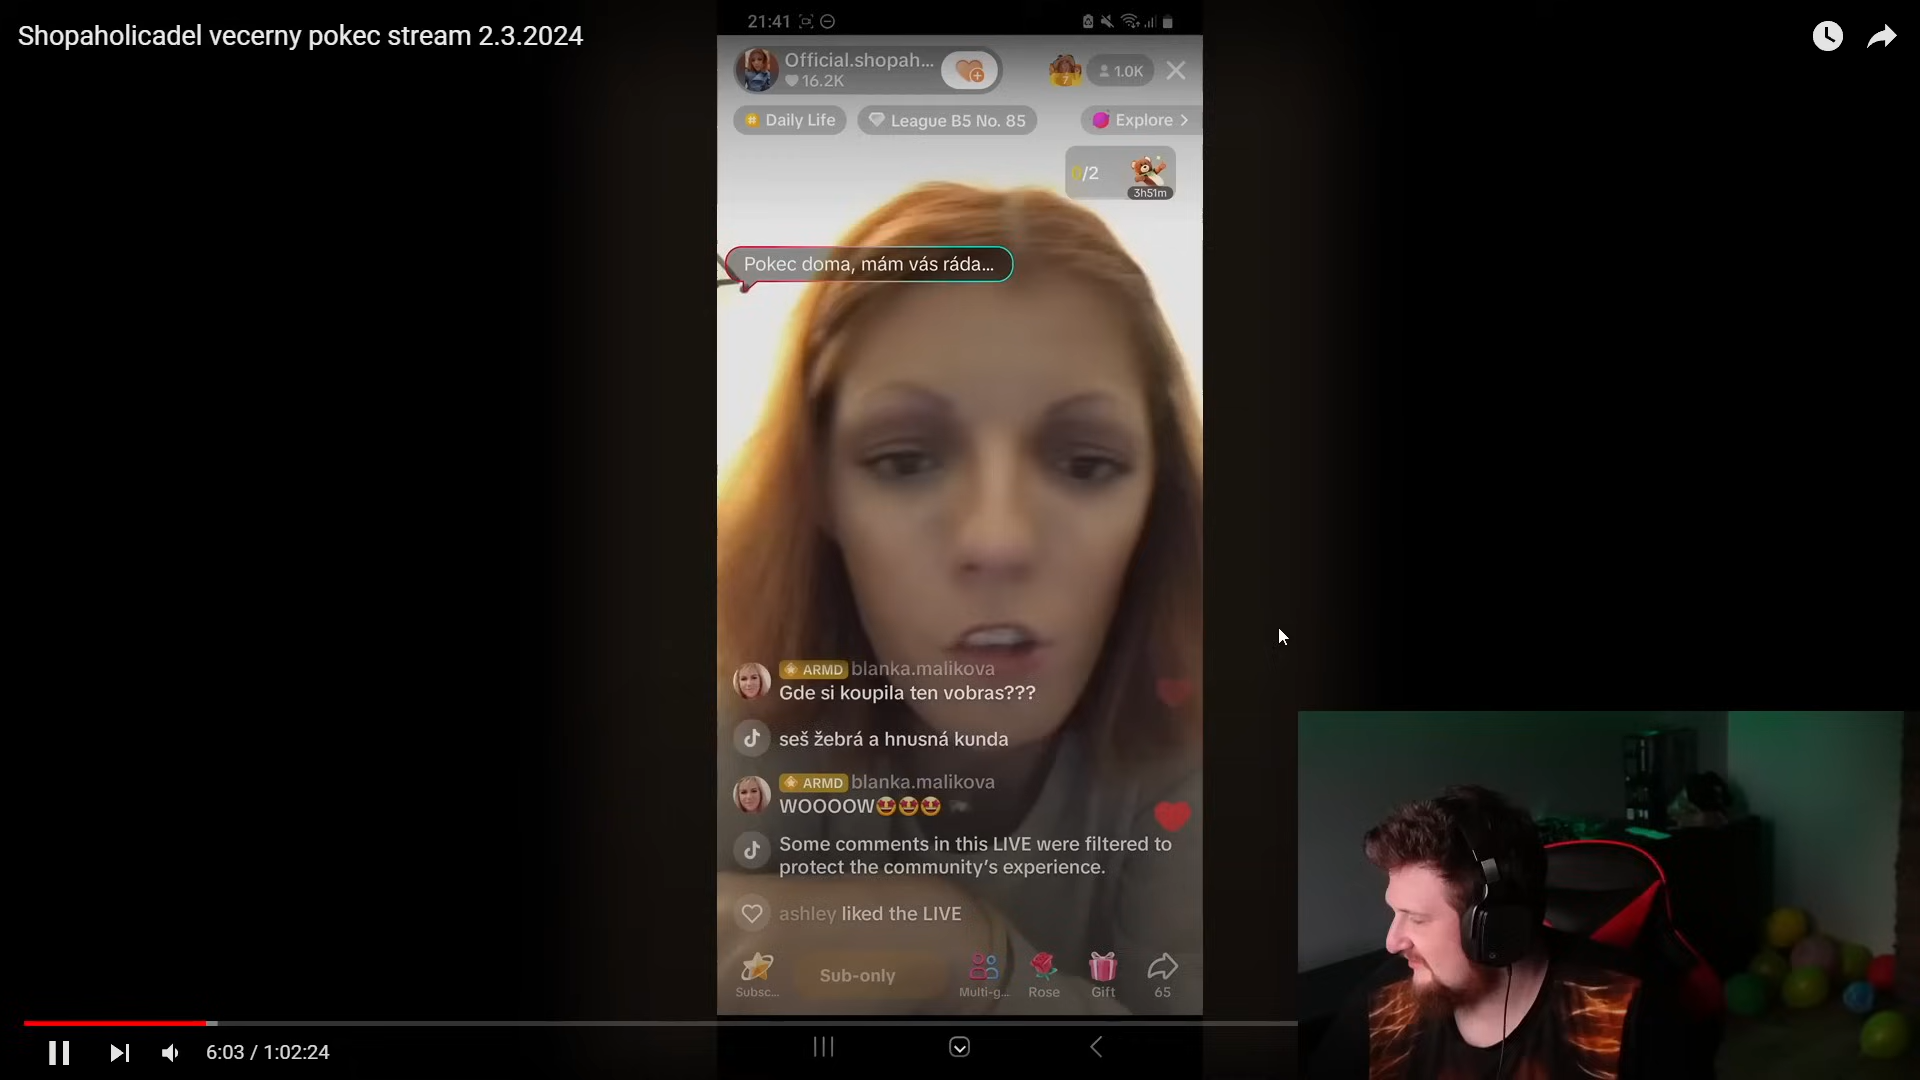 Shopaholicadel vecerny pokec stream 2.3.2024
21:41
Official.shopah...
16.2K
7
1.0K
Daily Life
League B5 No. 85
Explore >
0/2
3h51m
Pokec doma, mám vás ráda...
ARMD blanka.malikova
Gde si koupila ten vobras???
seš žebrá a hnusná kunda
ARMD blanka.malikova
WOOOOW🤩🤩🤩
Some comments in this LIVE were filtered to
protect the community's experience.
ashley liked the LIVE
Sub-only
Subsc...
Multi-g...
Rose
Gift
65
6:03 / 1:02:24